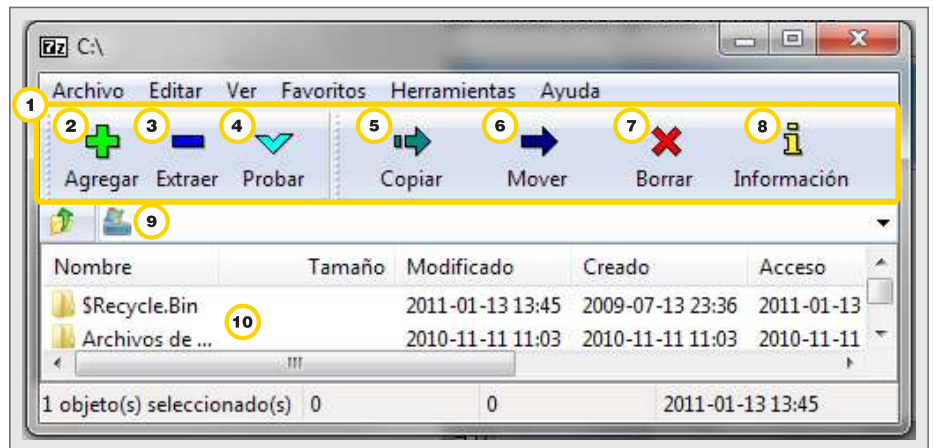 7z C:\
Archivo Editar Ver Favoritos Herramientas Ayuda
1
2 3 4 5 6 7 8
Agregar Extraer Probar Copiar Mover Borrar Información
9
Nombre Tamaño Modificado Creado Acceso
$Recycle.Bin 2011-01-13 13:45 2009-07-13 23:36 2011-01-13
10
Archivos de ... 2010-11-11 11:03 2010-11-11 11:03 2010-11-11
1 objeto(s) seleccionado(s) 0 0 2011-01-13 13:45